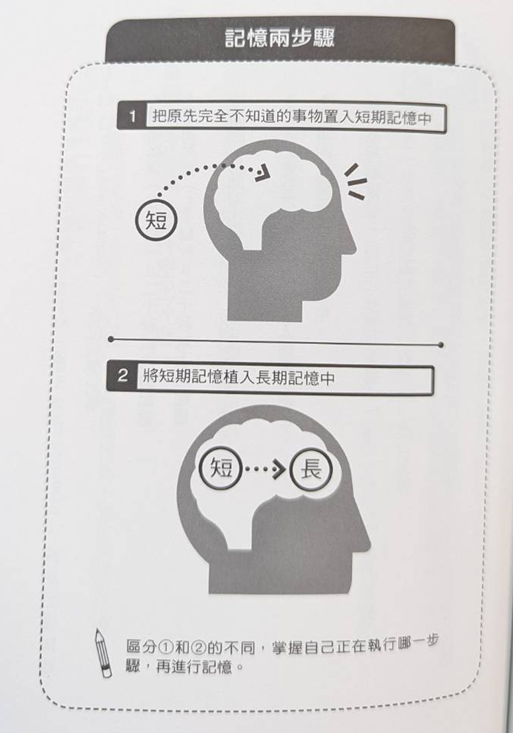 記憶兩步驟
1 把原先完全不知道的事物置入短期記憶中
短
2 將短期記憶植入長期記憶中
短 長
區分①和②的不同，掌握自己正在執行哪一步
驟，再進行記憶。